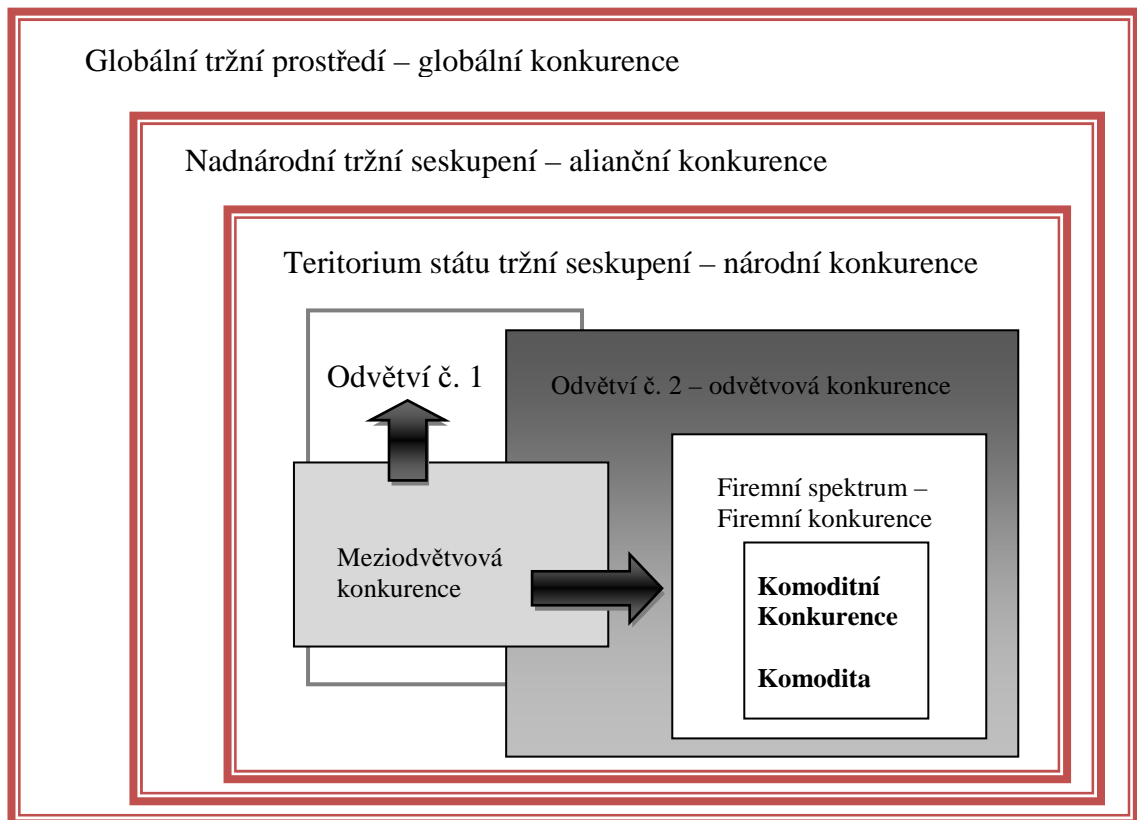 Globální tržní prostředí – globální konkurence
Nadnárodní tržní seskupení – alianční konkurence
Teritorium státu tržní seskupení – národní konkurence
Odvětví č. 1
Odvětví č. 2 – odvětvová konkurence
Firemní spektrum –
Firemní konkurence
Meziodvětvová
konkurence
Komoditní
Konkurence
Komodita